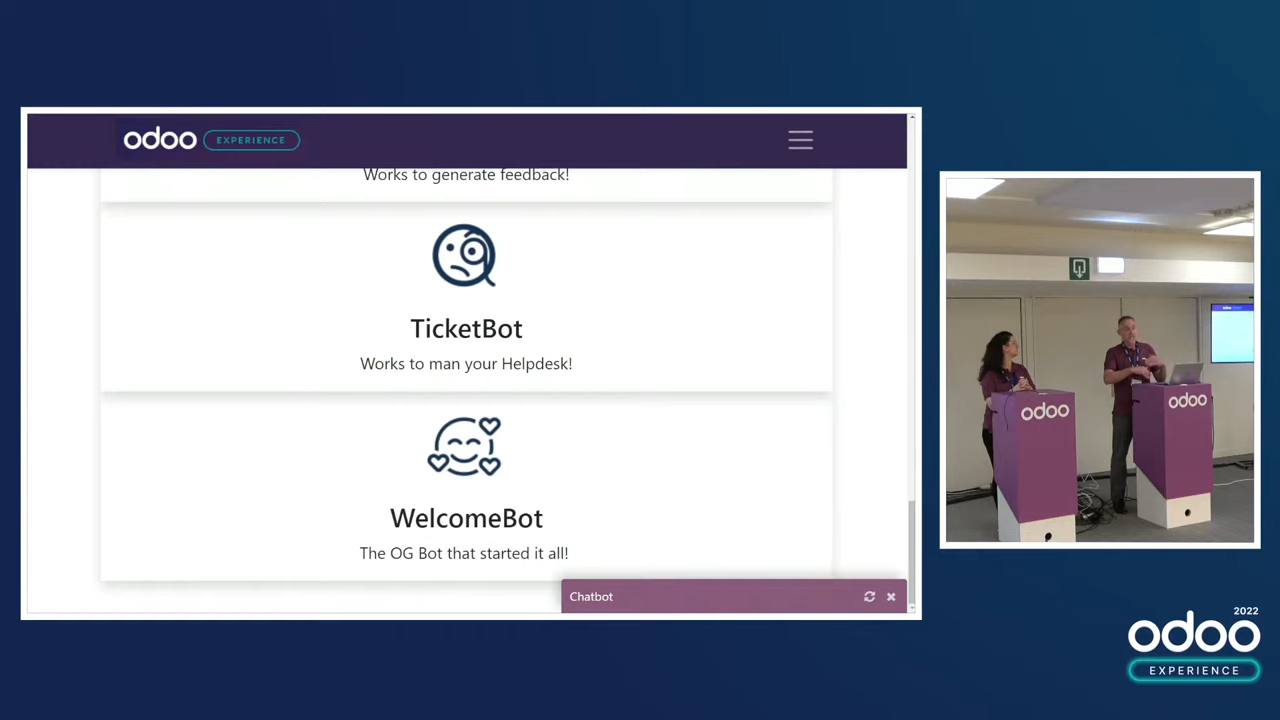 odoo EXPERIENCE
Works to generate feedback!
TicketBot
Works to man your Helpdesk!
WelcomeBot
The OG Bot that started it all!
Chatbot
odoo
odoo
2022
odoo
EXPERIENCE